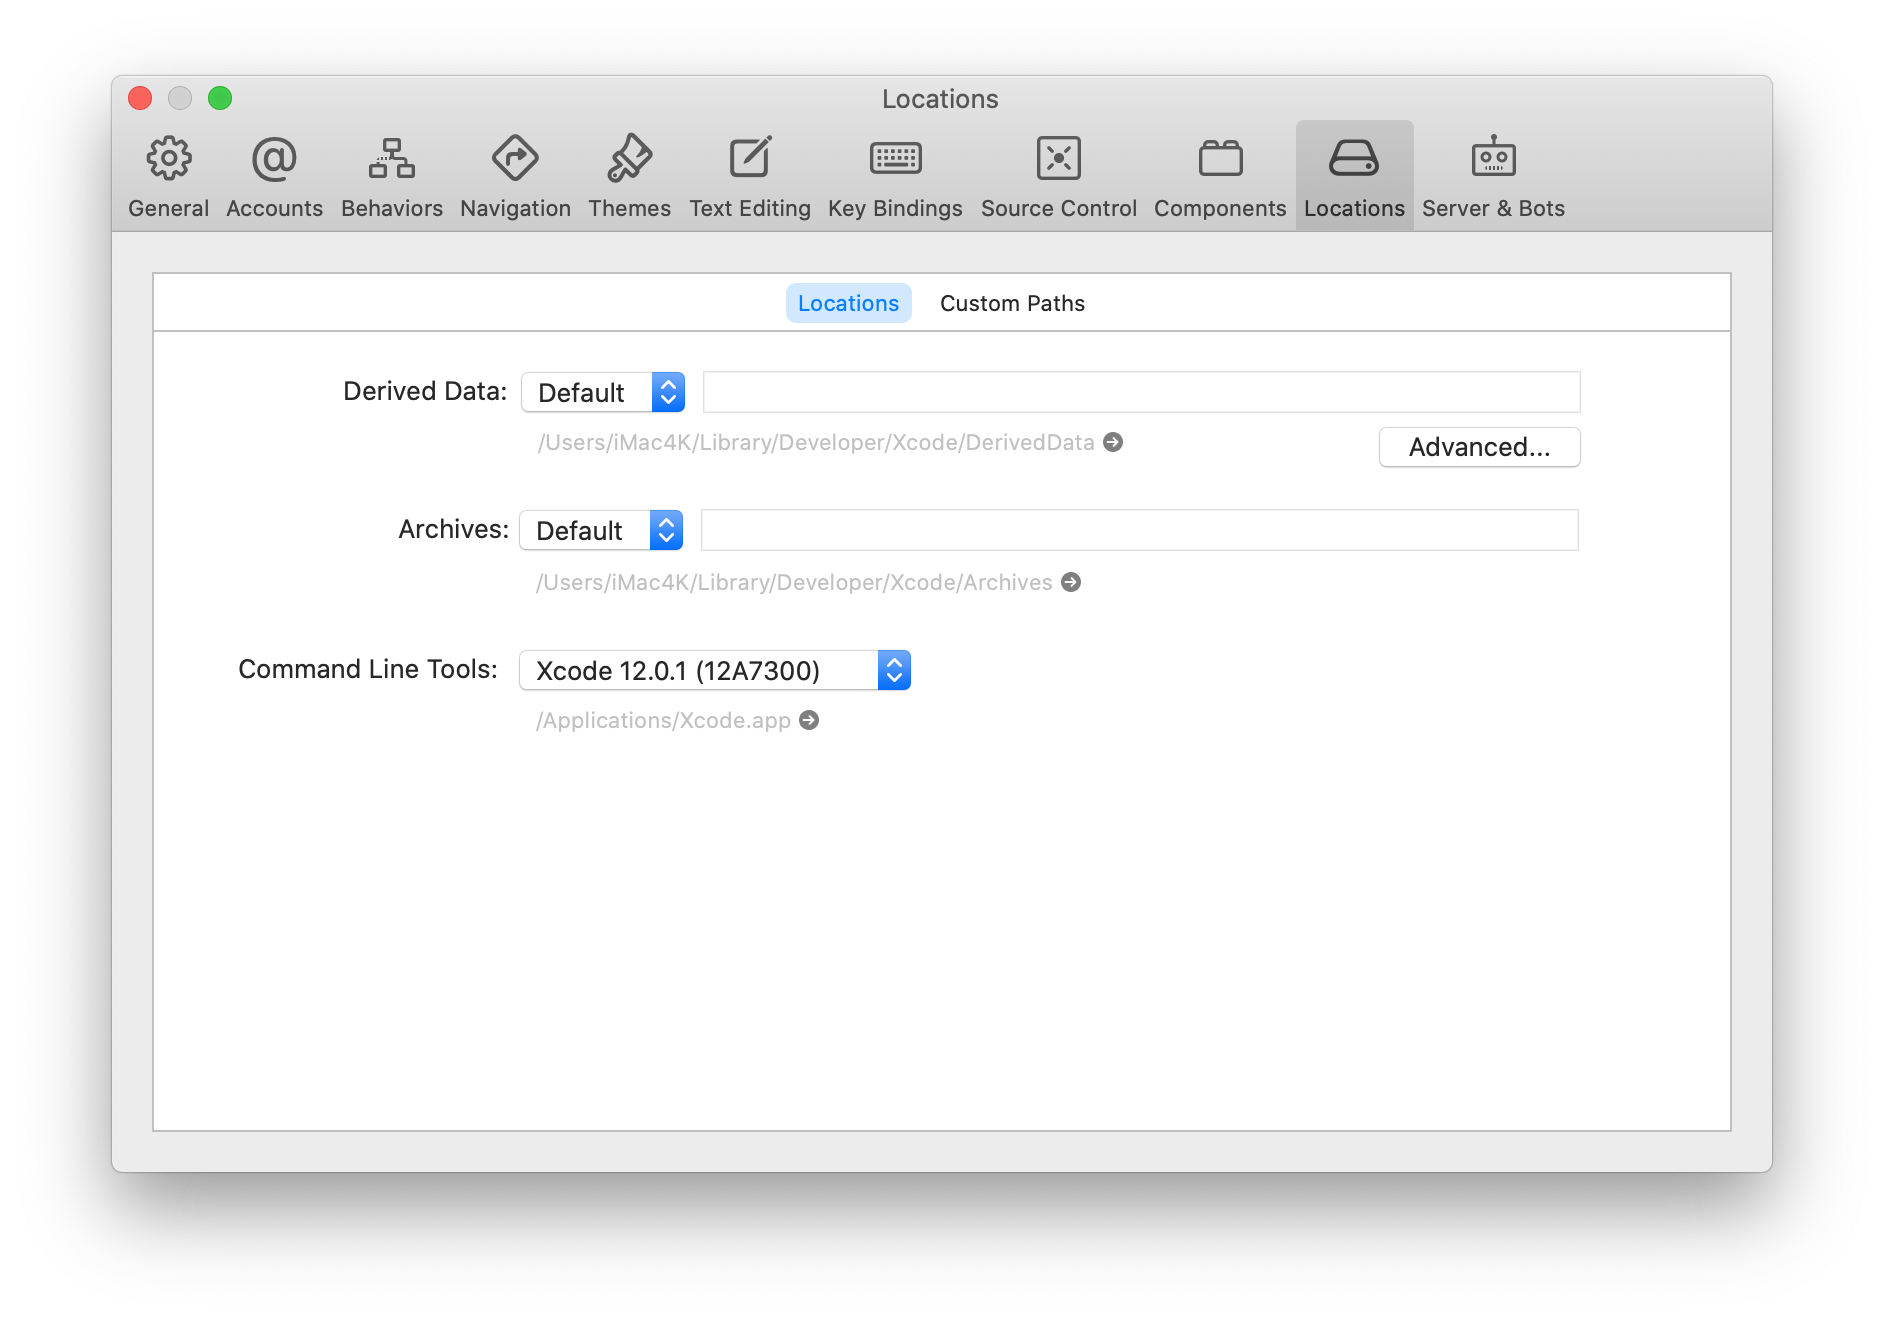 Locations
General Accounts Behaviors Navigation Themes Text Editing Key Bindings Source Control Components Locations Server & Bots
Locations Custom Paths
Derived Data: Default
/Users/iMac4K/Library/Developer/Xcode/DerivedData
Advanced...
Archives: Default
/Users/iMac4K/Library/Developer/Xcode/Archives
Command Line Tools: Xcode 12.0.1 (12A7300)
/Applications/Xcode.app